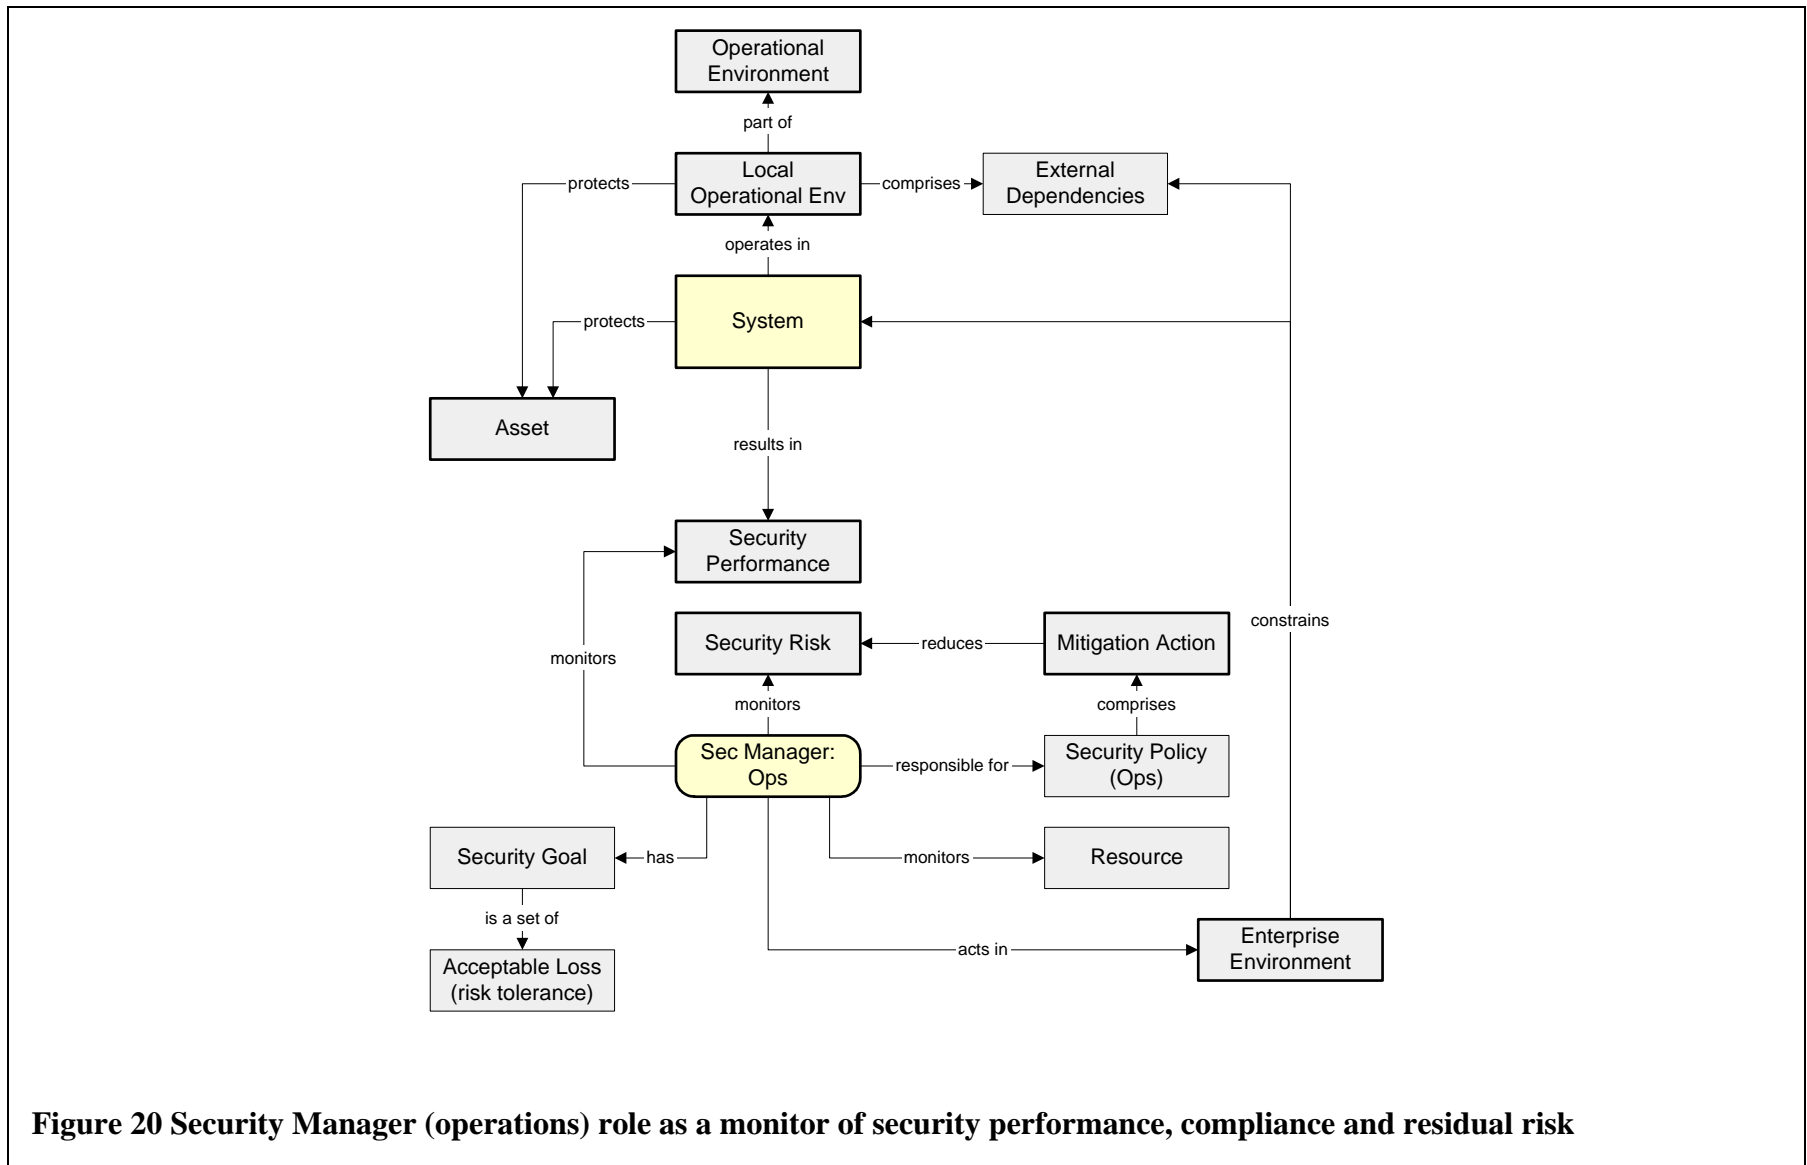 Operational
Environment
part of
Local
Operational Env
protects
comprises
External
Dependencies
operates in
System
protects
Asset
results in
Security
Performance
constrains
Security Risk
reduces
Mitigation Action
monitors
monitors
comprises
Sec Manager:
Ops
responsible for
Security Policy
(Ops)
Security Goal
has
monitors
Resource
is a set of
acts in
Enterprise
Environment
Acceptable Loss
(risk tolerance)
Figure 20 Security Manager (operations) role as a monitor of security performance, compliance and residual risk